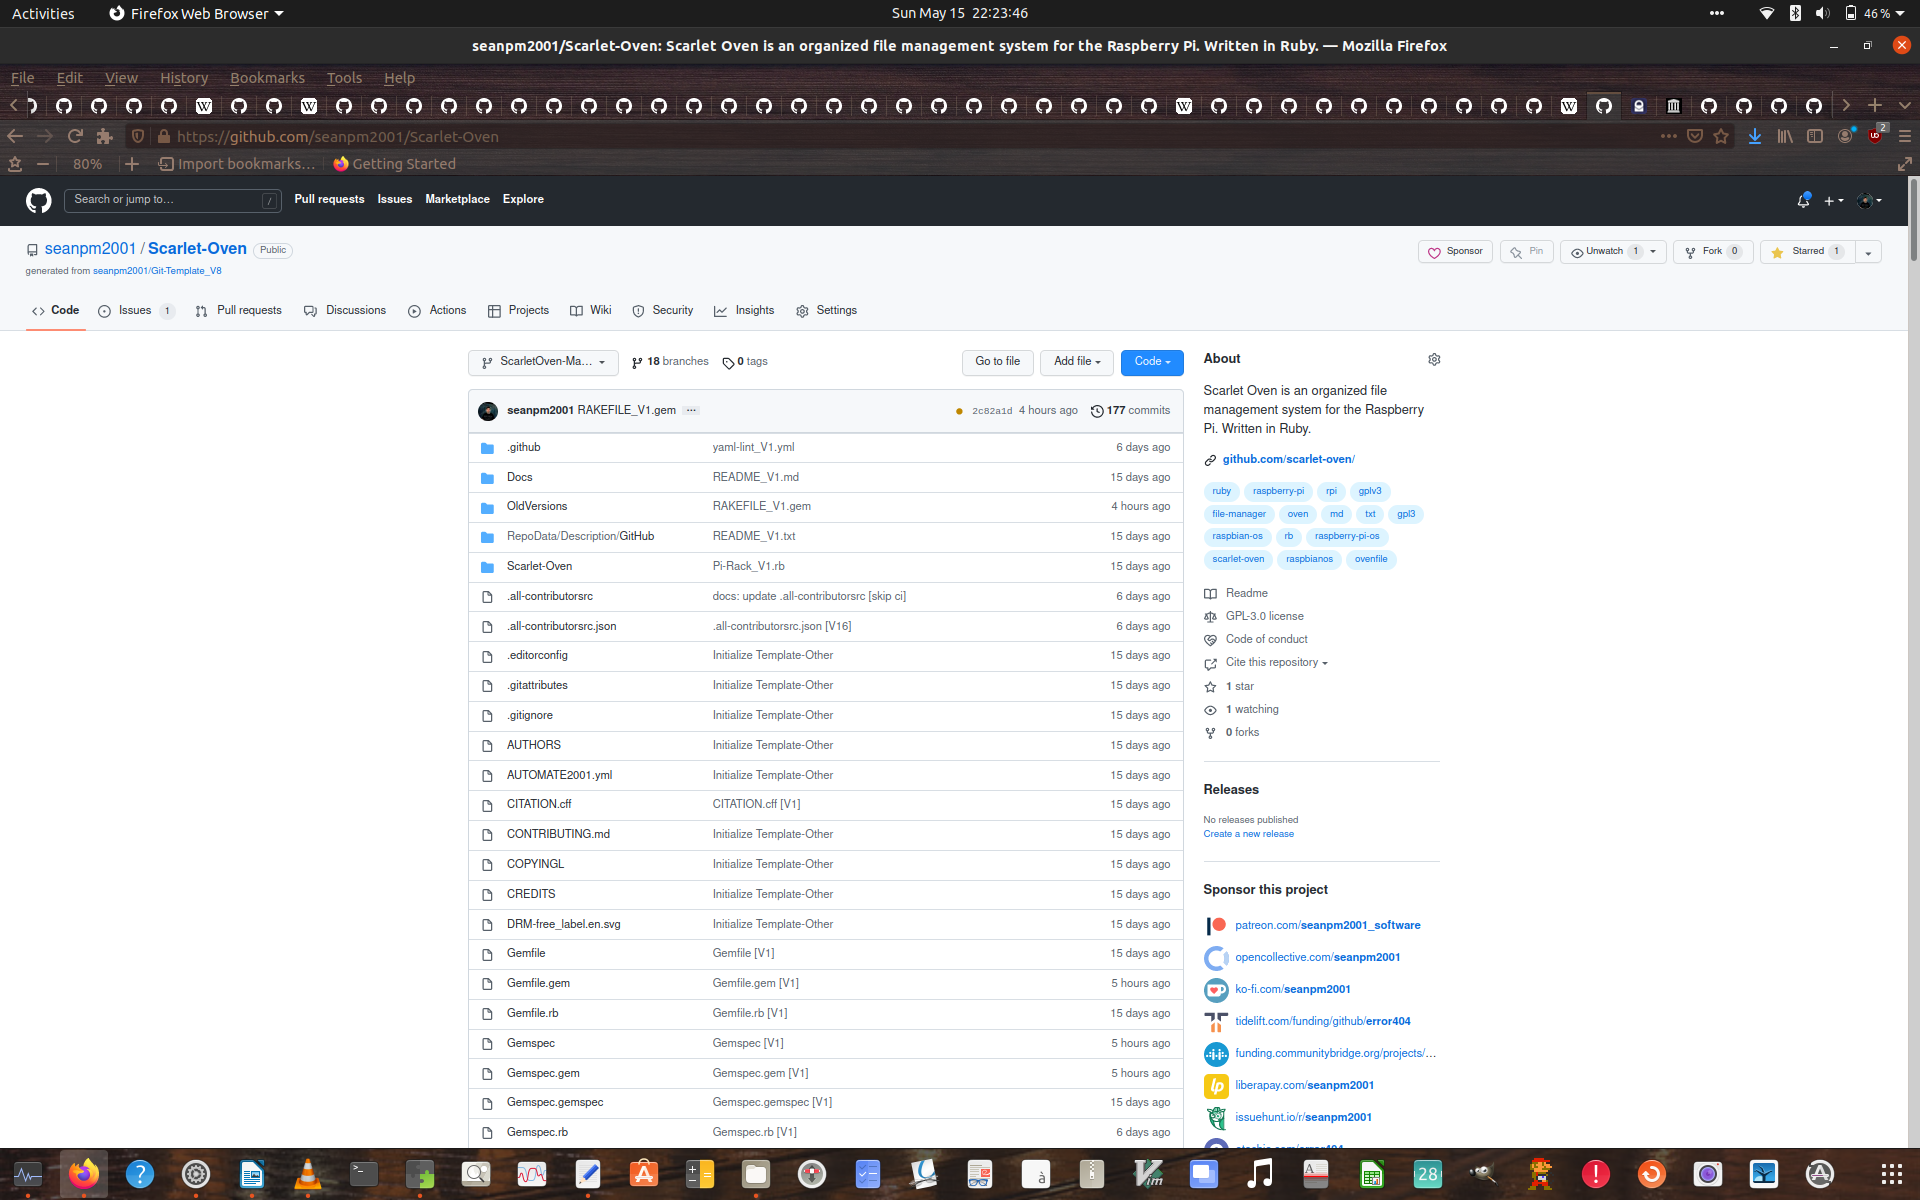 Activities Firefox Web Browser Sun May 15 22:23:46 46 %
seanpm2001/Scarlet-Oven: Scarlet Oven is an organized file management system for the Raspberry Pi. Written in Ruby. — Mozilla Firefox
File Edit View History Bookmarks Tools Help
https://github.com/seanpm2001/Scarlet-Oven 2
80% Import bookmarks... Getting Started
Search or jump to... / Pull requests Issues Marketplace Explore
seanpm2001 / Scarlet-Oven Public Sponsor Pin Unwatch 1 Fork 0 Starred 1
generated from seanpm2001/Git-Template_V8
Code Issues 1 Pull requests Discussions Actions Projects Wiki Security Insights Settings
ScarletOven-Ma... 18 branches 0 tags Go to file Add file Code
seanpm2001 RAKEFILE_V1.gem ... 2c82a1d 4 hours ago 177 commits
.github yaml-lint_V1.yml 6 days ago
Docs README_V1.md 15 days ago
OldVersions RAKEFILE_V1.gem 4 hours ago
RepoData/Description/GitHub README_V1.txt 15 days ago
Scarlet-Oven Pi-Rack_V1.rb 15 days ago
.all-contributorsrc docs: update .all-contributorsrc [skip ci] 6 days ago
.all-contributorsrc.json .all-contributorsrc.json [V16] 6 days ago
.editorconfig Initialize Template-Other 15 days ago
.gitattributes Initialize Template-Other 15 days ago
.gitignore Initialize Template-Other 15 days ago
AUTHORS Initialize Template-Other 15 days ago
AUTOMATE2001.yml Initialize Template-Other 15 days ago
CITATION.cff CITATION.cff [V1] 15 days ago
CONTRIBUTING.md Initialize Template-Other 15 days ago
COPYINGL Initialize Template-Other 15 days ago
CREDITS Initialize Template-Other 15 days ago
DRM-free_label.en.svg Initialize Template-Other 15 days ago
Gemfile Gemfile [V1] 15 days ago
Gemfile.gem Gemfile.gem [V1] 5 hours ago
Gemfile.rb Gemfile.rb [V1] 15 days ago
Gemspec Gemspec [V1] 5 hours ago
Gemspec.gem Gemspec.gem [V1] 5 hours ago
Gemspec.gemspec Gemspec.gemspec [V1] 15 days ago
Gemspec.rb Gemspec.rb [V1] 6 days ago
About
Scarlet Oven is an organized file
management system for the Raspberry
Pi. Written in Ruby.
github.com/scarlet-oven/
ruby raspberry-pi rpi gplv3
file-manager oven md txt gpl3
raspbian-os rb raspberry-pi-os
scarlet-oven raspbianos ovenfile
Readme
GPL-3.0 license
Code of conduct
Cite this repository
1 star
1 watching
0 forks
Releases
No releases published
Create a new release
Sponsor this project
patreon.com/seanpm2001_software
opencollective.com/seanpm2001
ko-fi.com/seanpm2001
tidelift.com/funding/github/error404
funding.communitybridge.org/projects/...
liberapay.com/seanpm2001
issuehunt.io/r/seanpm2001
28